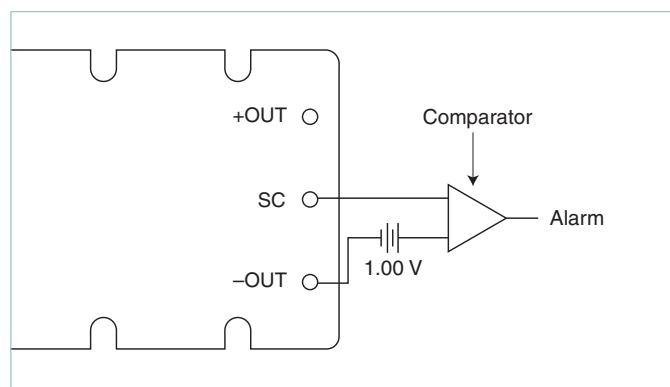 +OUT
Comparator
SC
Alarm
–OUT
1.00 V